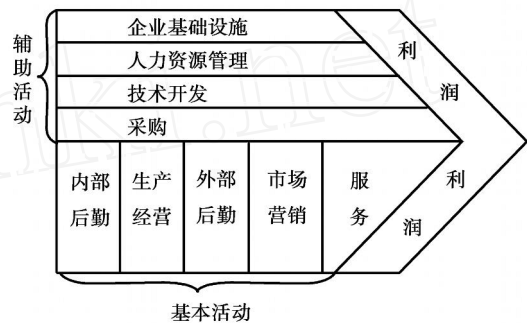 辅助活动
企业基础设施
人力资源管理
技术开发
采购
利润
内部后勤
生产经营
外部后勤
市场营销
服务
利润
基本活动